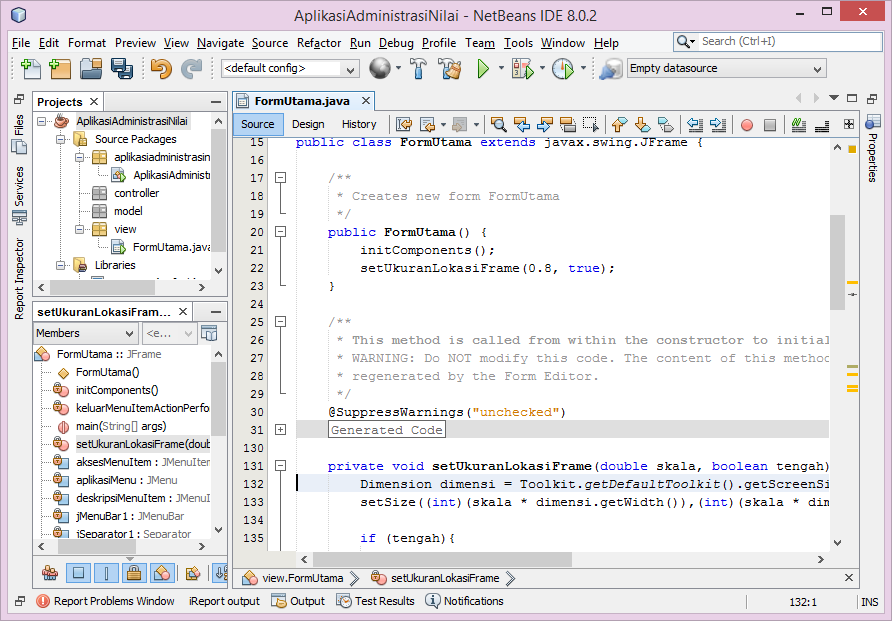 AplikasiAdministrasiNilai - NetBeans IDE 8.0.2
File Edit Format Preview View Navigate Source Refactor Run Debug Profile Team Tools Window Help
Search (Ctrl+I)
<default config>
Empty datasource
Files
Services
Report Inspector
Projects
AplikasiAdministrasiNilai
Source Packages
aplikasiadministrasin
AplikasiAdministr
controller
model
view
FormUtama.java
Libraries
setUkuranLokasiFram...
Members
<e...
FormUtama :: JFrame
FormUtama()
initComponents()
keluarMenuItemActionPerfo
main(String[] args)
setUkuranLokasiFrame(doub
aksesMenuItem : JMenuItem
aplikasiMenu : JMenu
deskripsiMenuItem : JMenuI
jMenuBar1 : JMenuBar
jSeparator1 : Separator
FormUtama.java
Source Design History
15 public class FormUtama extends javax.swing.JFrame {
16
17 /**
18 * Creates new form FormUtama
19 */
20 public FormUtama() {
21 initComponents();
22 setUkuranLokasiFrame(0.8, true);
23 }
24
25 /**
26 * This method is called from within the constructor to initial
27 * WARNING: Do NOT modify this code. The content of this method
28 * regenerated by the Form Editor.
29 */
30 @SuppressWarnings("unchecked")
31 Generated Code
130
131 private void setUkuranLokasiFrame(double skala, boolean tengah)
132 Dimension dimensi = Toolkit.getDefaultToolkit().getScreenSi
133 setSize((int)(skala * dimensi.getWidth()),(int)(skala * dim
134
135 if (tengah){
view.FormUtama
setUkuranLokasiFrame
Properties
Report Problems Window iReport output Output Test Results Notifications
132:1
INS